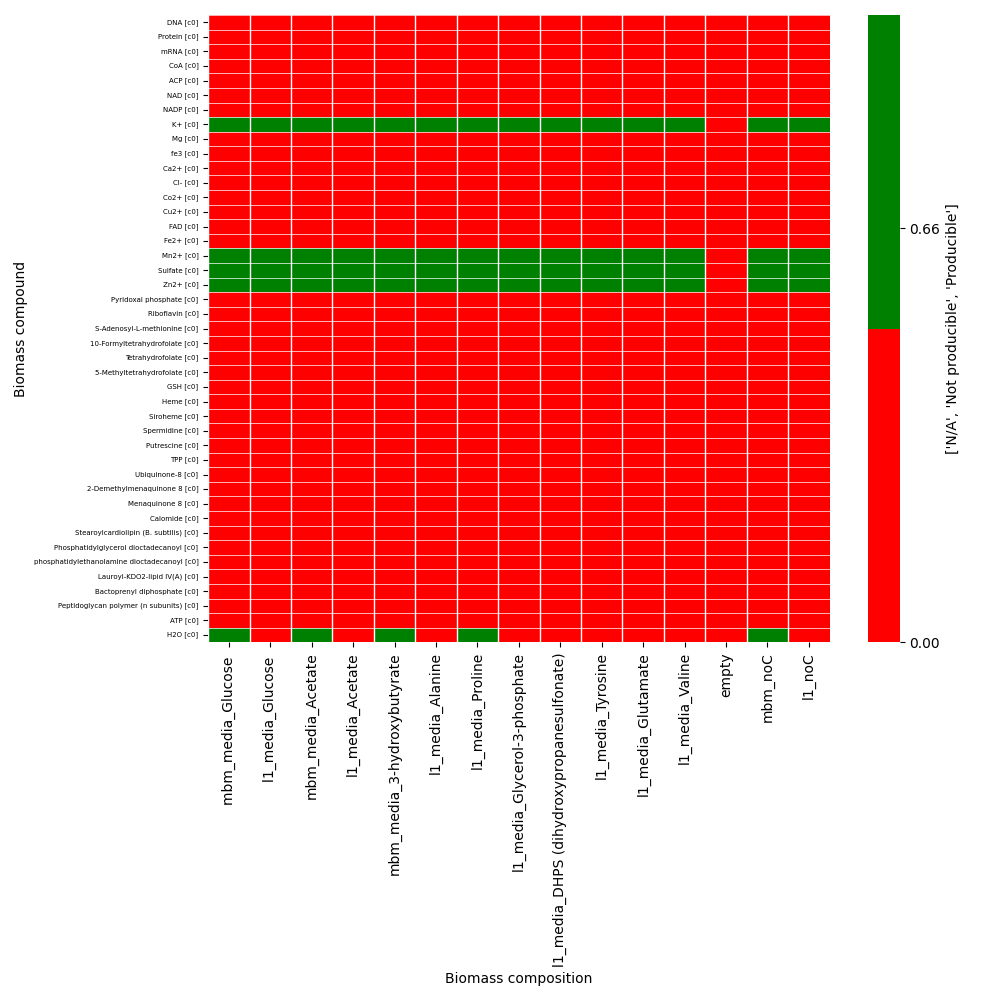 DNA [c0]
Protein [c0]
mRNA [c0]
CoA [c0]
ACP [c0]
NAD [c0]
NADP [c0]
K+ [c0]
Mg [c0]
fe3 [c0]
Ca2+ [c0]
Cl- [c0]
Co2+ [c0]
Cu2+ [c0]
FAD [c0]
Fe2+ [c0]
Mn2+ [c0]
Sulfate [c0]
Zn2+ [c0]
Pyridoxal phosphate [c0]
Riboflavin [c0]
S-Adenosyl-L-methionine [c0]
10-Formyltetrahydrofolate [c0]
Tetrahydrofolate [c0]
5-Methyltetrahydrofolate [c0]
GSH [c0]
Heme [c0]
Siroheme [c0]
Spermidine [c0]
Putrescine [c0]
TPP [c0]
Ubiquinone-8 [c0]
2-Demethylmenaquinone 8 [c0]
Menaquinone 8 [c0]
Calomide [c0]
Stearoylcardiolipin (B. subtilis) [c0]
Phosphatidylglycerol dioctadecanoyl [c0]
phosphatidylethanolamine dioctadecanoyl [c0]
Lauroyl-KDO2-lipid IV(A) [c0]
Bactoprenyl diphosphate [c0]
Peptidoglycan polymer (n subunits) [c0]
ATP [c0]
H2O [c0]
Biomass compound
mbm_media_Glucose
l1_media_Glucose
mbm_media_Acetate
l1_media_Acetate
mbm_media_3-hydroxybutyrate
l1_media_Alanine
l1_media_Proline
l1_media_Glycerol-3-phosphate
l1_media_DHPS (dihydroxypropanesulfonate)
l1_media_Tyrosine
l1_media_Glutamate
l1_media_Valine
empty
mbm_noC
l1_noC
Biomass composition
0.66
0.00
['N/A', 'Not producible', 'Producible']